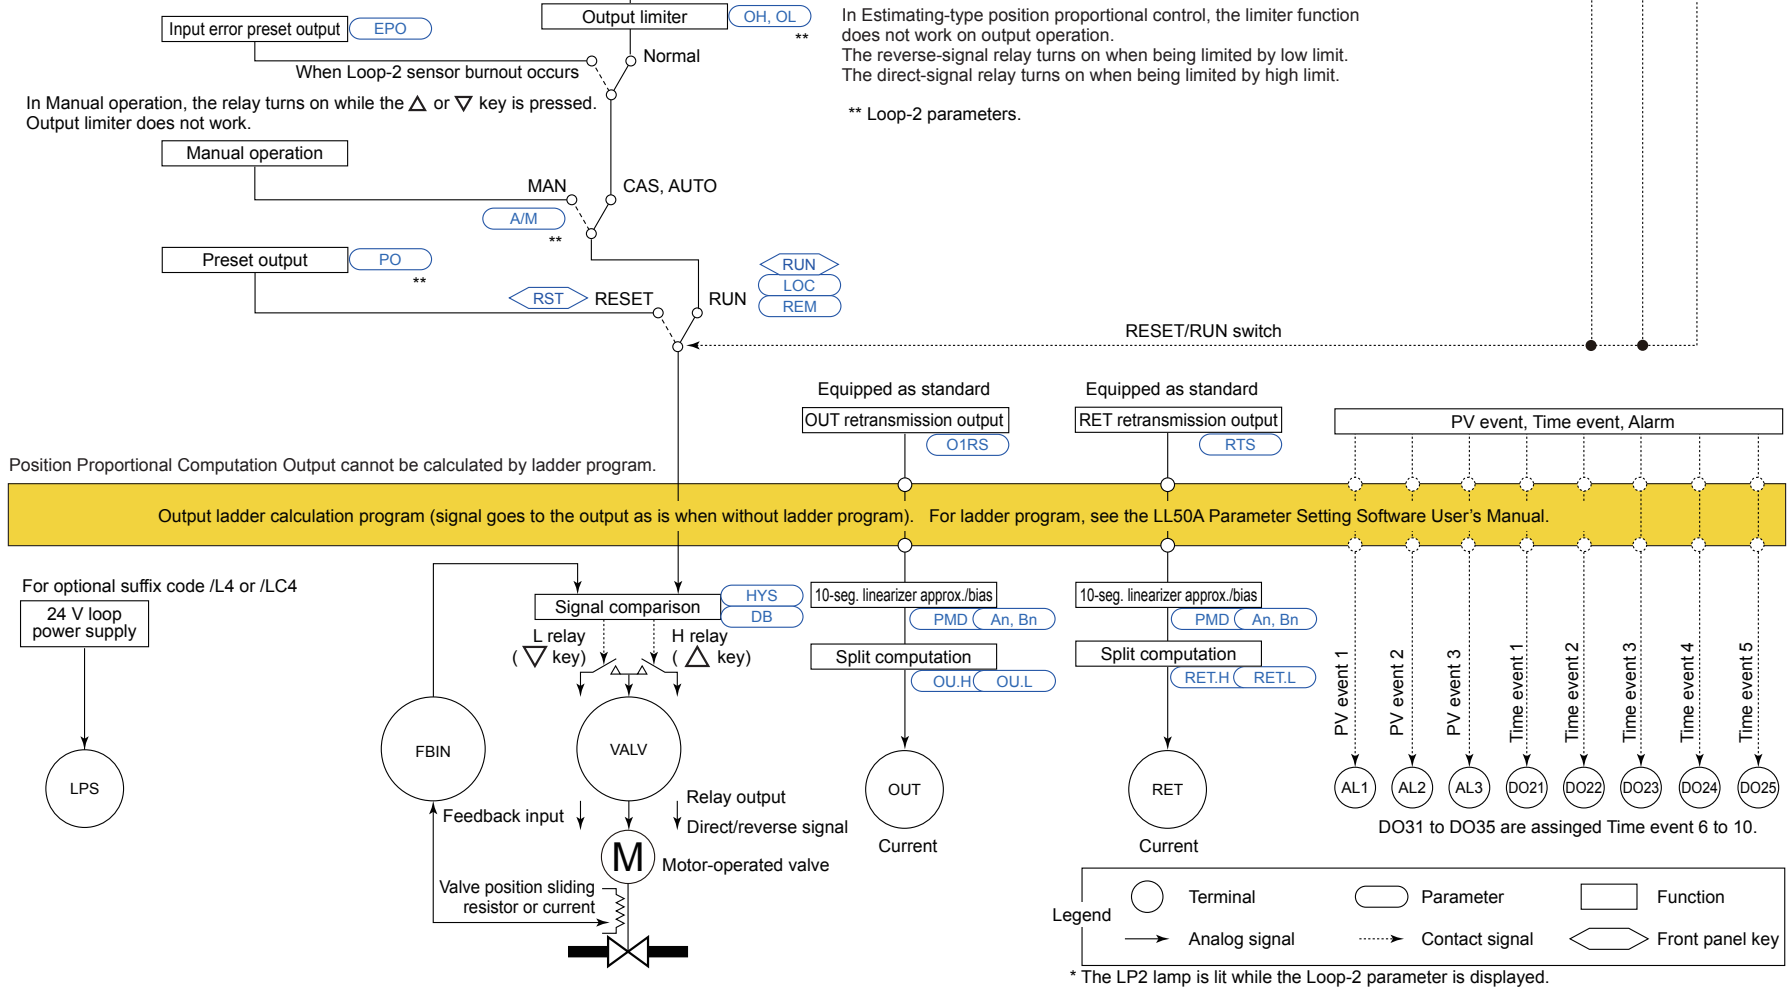 Output limiter
OH, OL
**
Input error preset output
EPO
When Loop-2 sensor burnout occurs
Normal
In Estimating-type position proportional control, the limiter function
does not work on output operation.
The reverse-signal relay turns on when being limited by low limit.
The direct-signal relay turns on when being limited by high limit.
** Loop-2 parameters.
In Manual operation, the relay turns on while the △ or ▽ key is pressed.
Output limiter does not work.
Manual operation
MAN
CAS, AUTO
A/M
**
Preset output
PO
**
RST
RESET
RUN
RUN
LOC
REM
RESET/RUN switch
Equipped as standard
OUT retransmission output
O1RS
Equipped as standard
RET retransmission output
RTS
PV event, Time event, Alarm
Position Proportional Computation Output cannot be calculated by ladder program.
Output ladder calculation program (signal goes to the output as is when without ladder program). For ladder program, see the LL50A Parameter Setting Software User's Manual.
For optional suffix code /L4 or /LC4
24 V loop
power supply
LPS
Signal comparison
HYS
DB
L relay
( ▽ key)
H relay
( △ key)
FBIN
VALV
Feedback input
Relay output
Direct/reverse signal
M
Motor-operated valve
Valve position sliding
resistor or current
10-seg. linearizer approx./bias
PMD
An, Bn
Split computation
OU.H
OU.L
OUT
Current
10-seg. linearizer approx./bias
PMD
An, Bn
Split computation
RET.H
RET.L
RET
Current
PV event 1
PV event 2
PV event 3
Time event 1
Time event 2
Time event 3
Time event 4
Time event 5
AL1
AL2
AL3
DO21
DO22
DO23
DO24
DO25
DO31 to DO35 are assinged Time event 6 to 10.
Legend
Terminal
Parameter
Function
Analog signal
Contact signal
Front panel key
* The LP2 lamp is lit while the Loop-2 parameter is displayed.